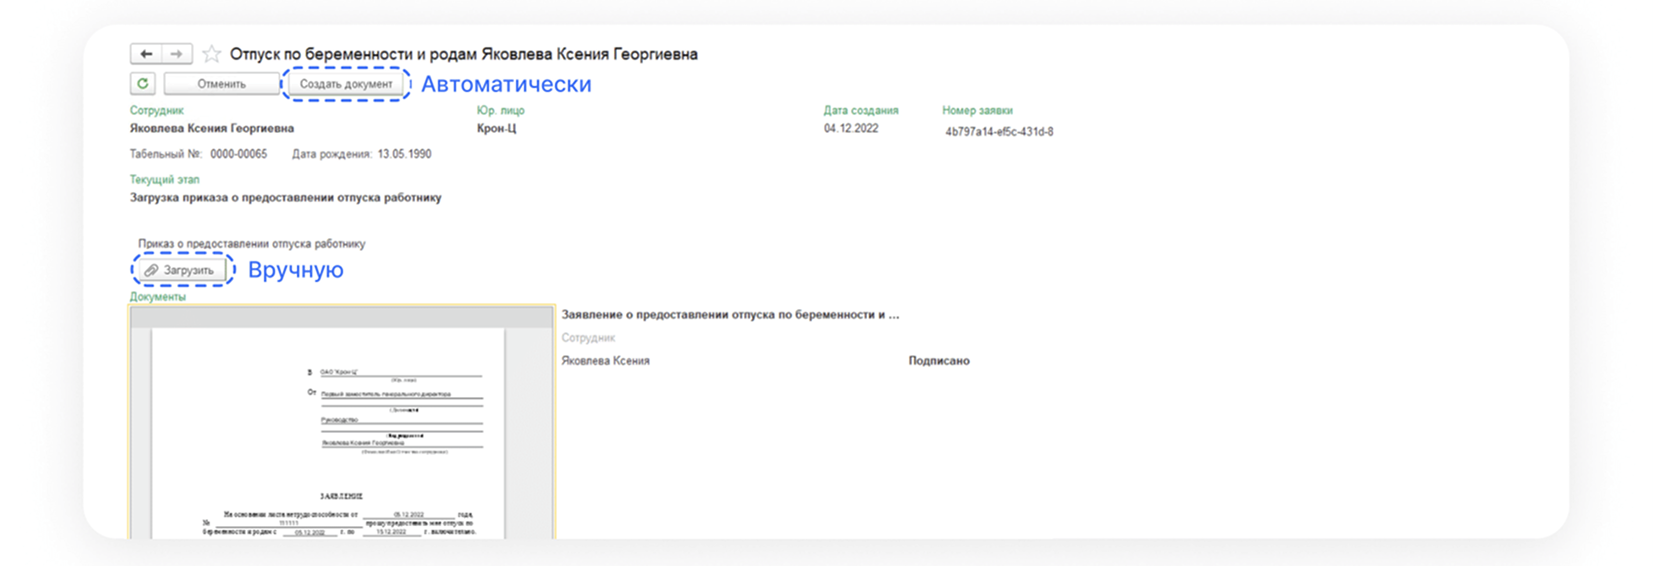 Отпуск по беременности и родам Яковлева Ксения Георгиевна
Отменить Создать документ Автоматически
Сотрудник Юр. лицо Дата создания Номер заявки
Яковлева Ксения Георгиевна Крон-Ц 04.12.2022 4b797a14-ef5c-431d-8
Табельный №: 0000-00065 Дата рождения: 13.05.1990
Текущий этап
Загрузка приказа о предоставлении отпуска работнику
Приказ о предоставлении отпуска работнику
Загрузить Вручную
Документы
Заявление о предоставлении отпуска по беременности и ...
Сотрудник
Яковлева Ксения Подписано
В ОАО "Крон-Ц"
(Юр. лицо)
От Первый заместитель генерального директора
Руководство
Яковлева Ксения Георгиевна
ЗАЯВЛЕНИЕ
На основании листа нетрудоспособности от 05.12.2022 года,
№ 111111 прошу предоставить мне отпуск по
беременности и родам с 05.12.2022 г. по 15.12.2022 г. включительно.